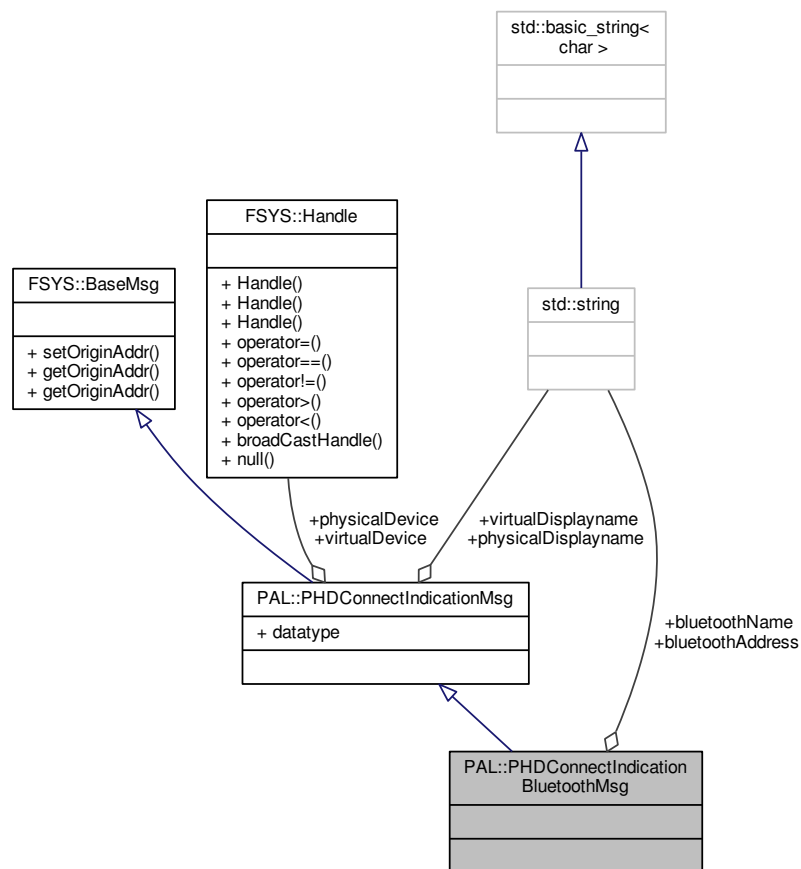 std::basic_string<
char >
FSYS::Handle
+ Handle()
+ Handle()
+ Handle()
+ operator=()
+ operator==()
+ operator!=()
+ operator>()
+ operator<()
+ broadCastHandle()
+ null()
FSYS::BaseMsg
+ setOriginAddr()
+ getOriginAddr()
+ getOriginAddr()
std::string
+physicalDevice
+virtualDevice
+virtualDisplayname
+physicalDisplayname
PAL::PHDConnectIndicationMsg
+ datatype
+bluetoothName
+bluetoothAddress
PAL::PHDConnectIndication
BluetoothMsg